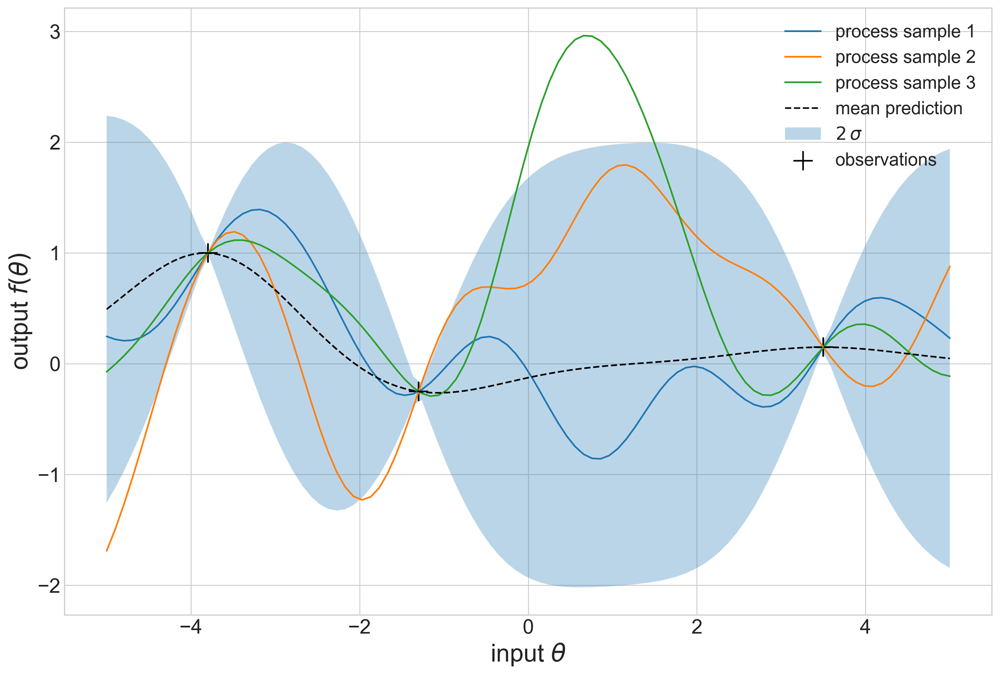 process sample 1
process sample 2
process sample 3
mean prediction
2 σ
observations
3
2
1
0
−1
−2
output f(θ)
−4
−2
0
2
4
input θ